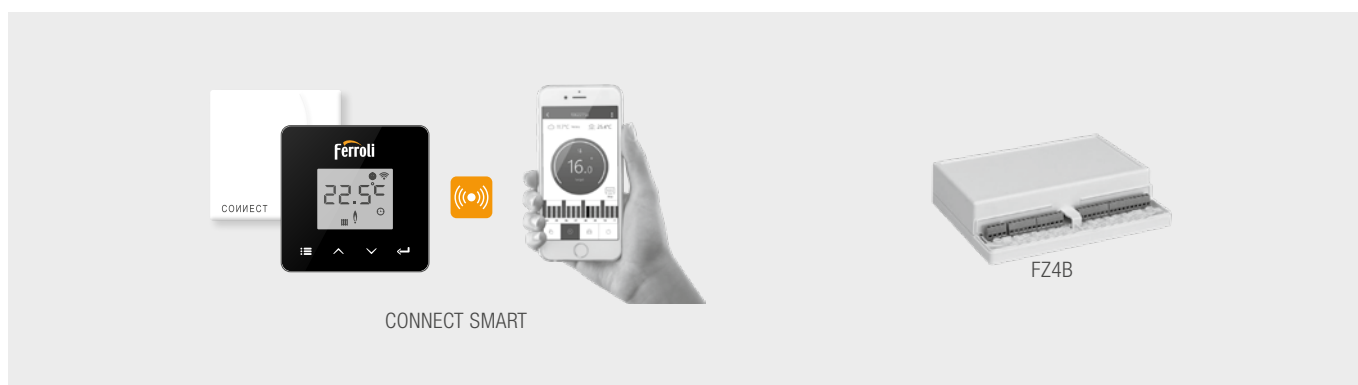 Ferroli
22.5°C
COИИECT
16.0
FZ4B
CONNECT SMART